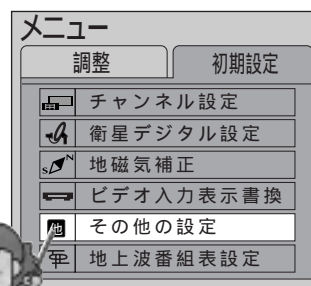 メニュー
調整 初期設定
チャンネル設定
衛星デジタル設定
S N 地磁気補正
ビデオ入力表示書換
他 その他の設定
地上波番組表設定